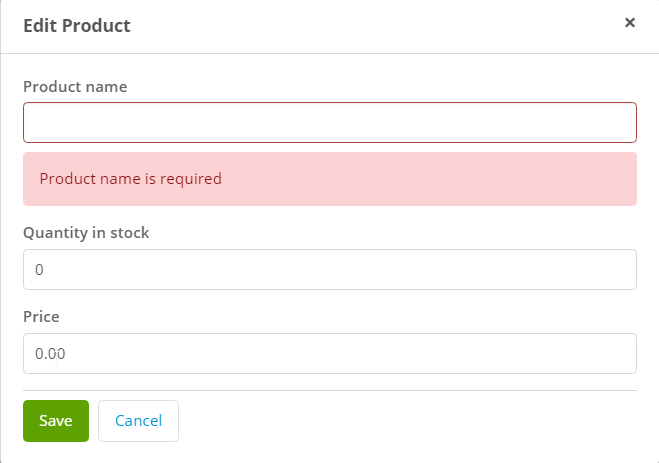 Edit Product ×
Product name
Product name is required
Quantity in stock
0
Price
0.00
Save Cancel